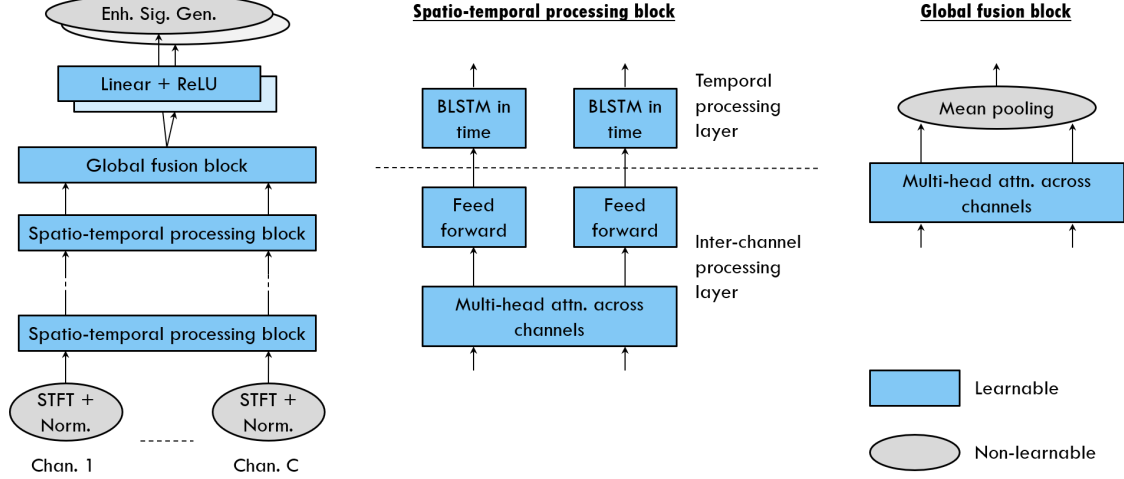 Enh. Sig. Gen.
Linear + ReLU
Global fusion block
Spatio-temporal processing block
Spatio-temporal processing block
STFT +
Norm.
STFT +
Norm.
Chan. 1
Chan. C
Spatio-temporal processing block
BLSTM in
time
BLSTM in
time
Temporal
processing
layer
Feed
forward
Feed
forward
Inter-channel
processing
layer
Multi-head attn. across
channels
Global fusion block
Mean pooling
Multi-head attn. across
channels
Learnable
Non-learnable